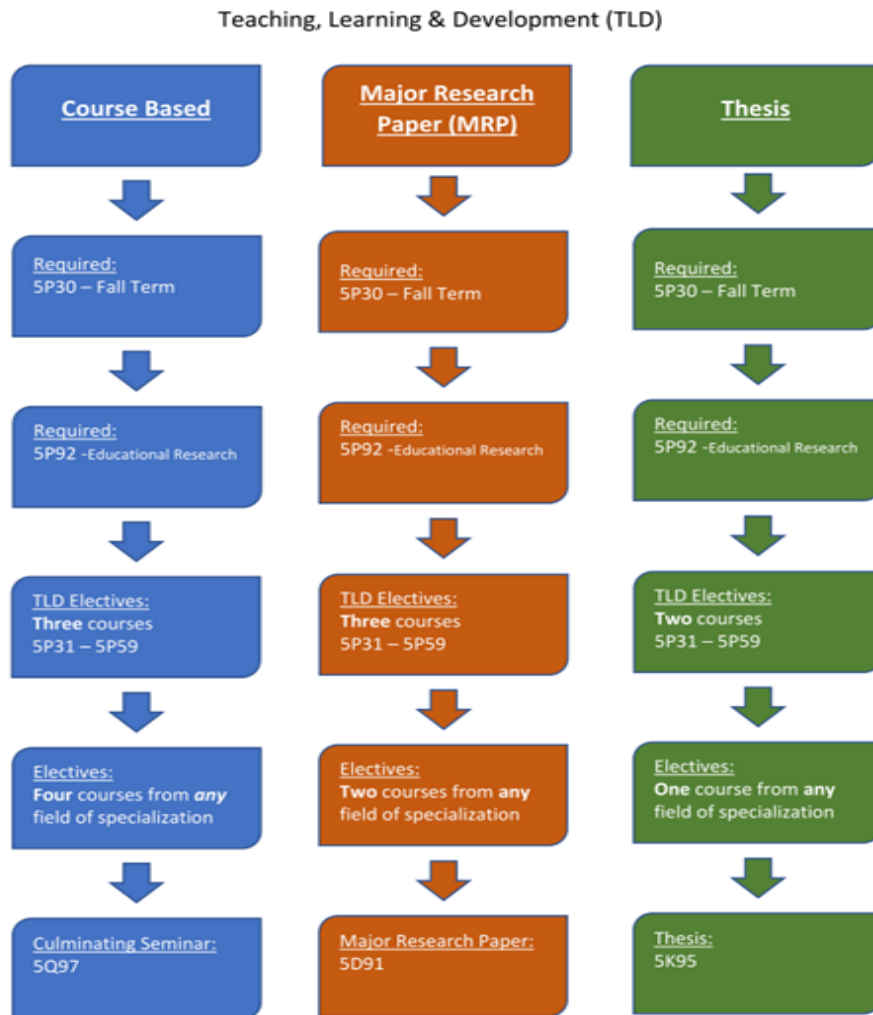 Teaching, Learning & Development (TLD)
Course Based
Required:
5P30 – Fall Term
Required:
5P92 -Educational Research
TLD Electives:
Three courses
5P31 – 5P59
Electives:
Four courses from any
field of specialization
Culminating Seminar:
5Q97
Major Research
Paper (MRP)
Required:
5P30 – Fall Term
Required:
5P92 -Educational Research
TLD Electives:
Three courses
5P31 – 5P59
Electives:
Two courses from any
field of specialization
Major Research Paper:
5D91
Thesis
Required:
5P30 – Fall Term
Required:
5P92 -Educational Research
TLD Electives:
Two courses
5P31 – 5P59
Electives:
One course from any
field of specialization
Thesis:
5K95